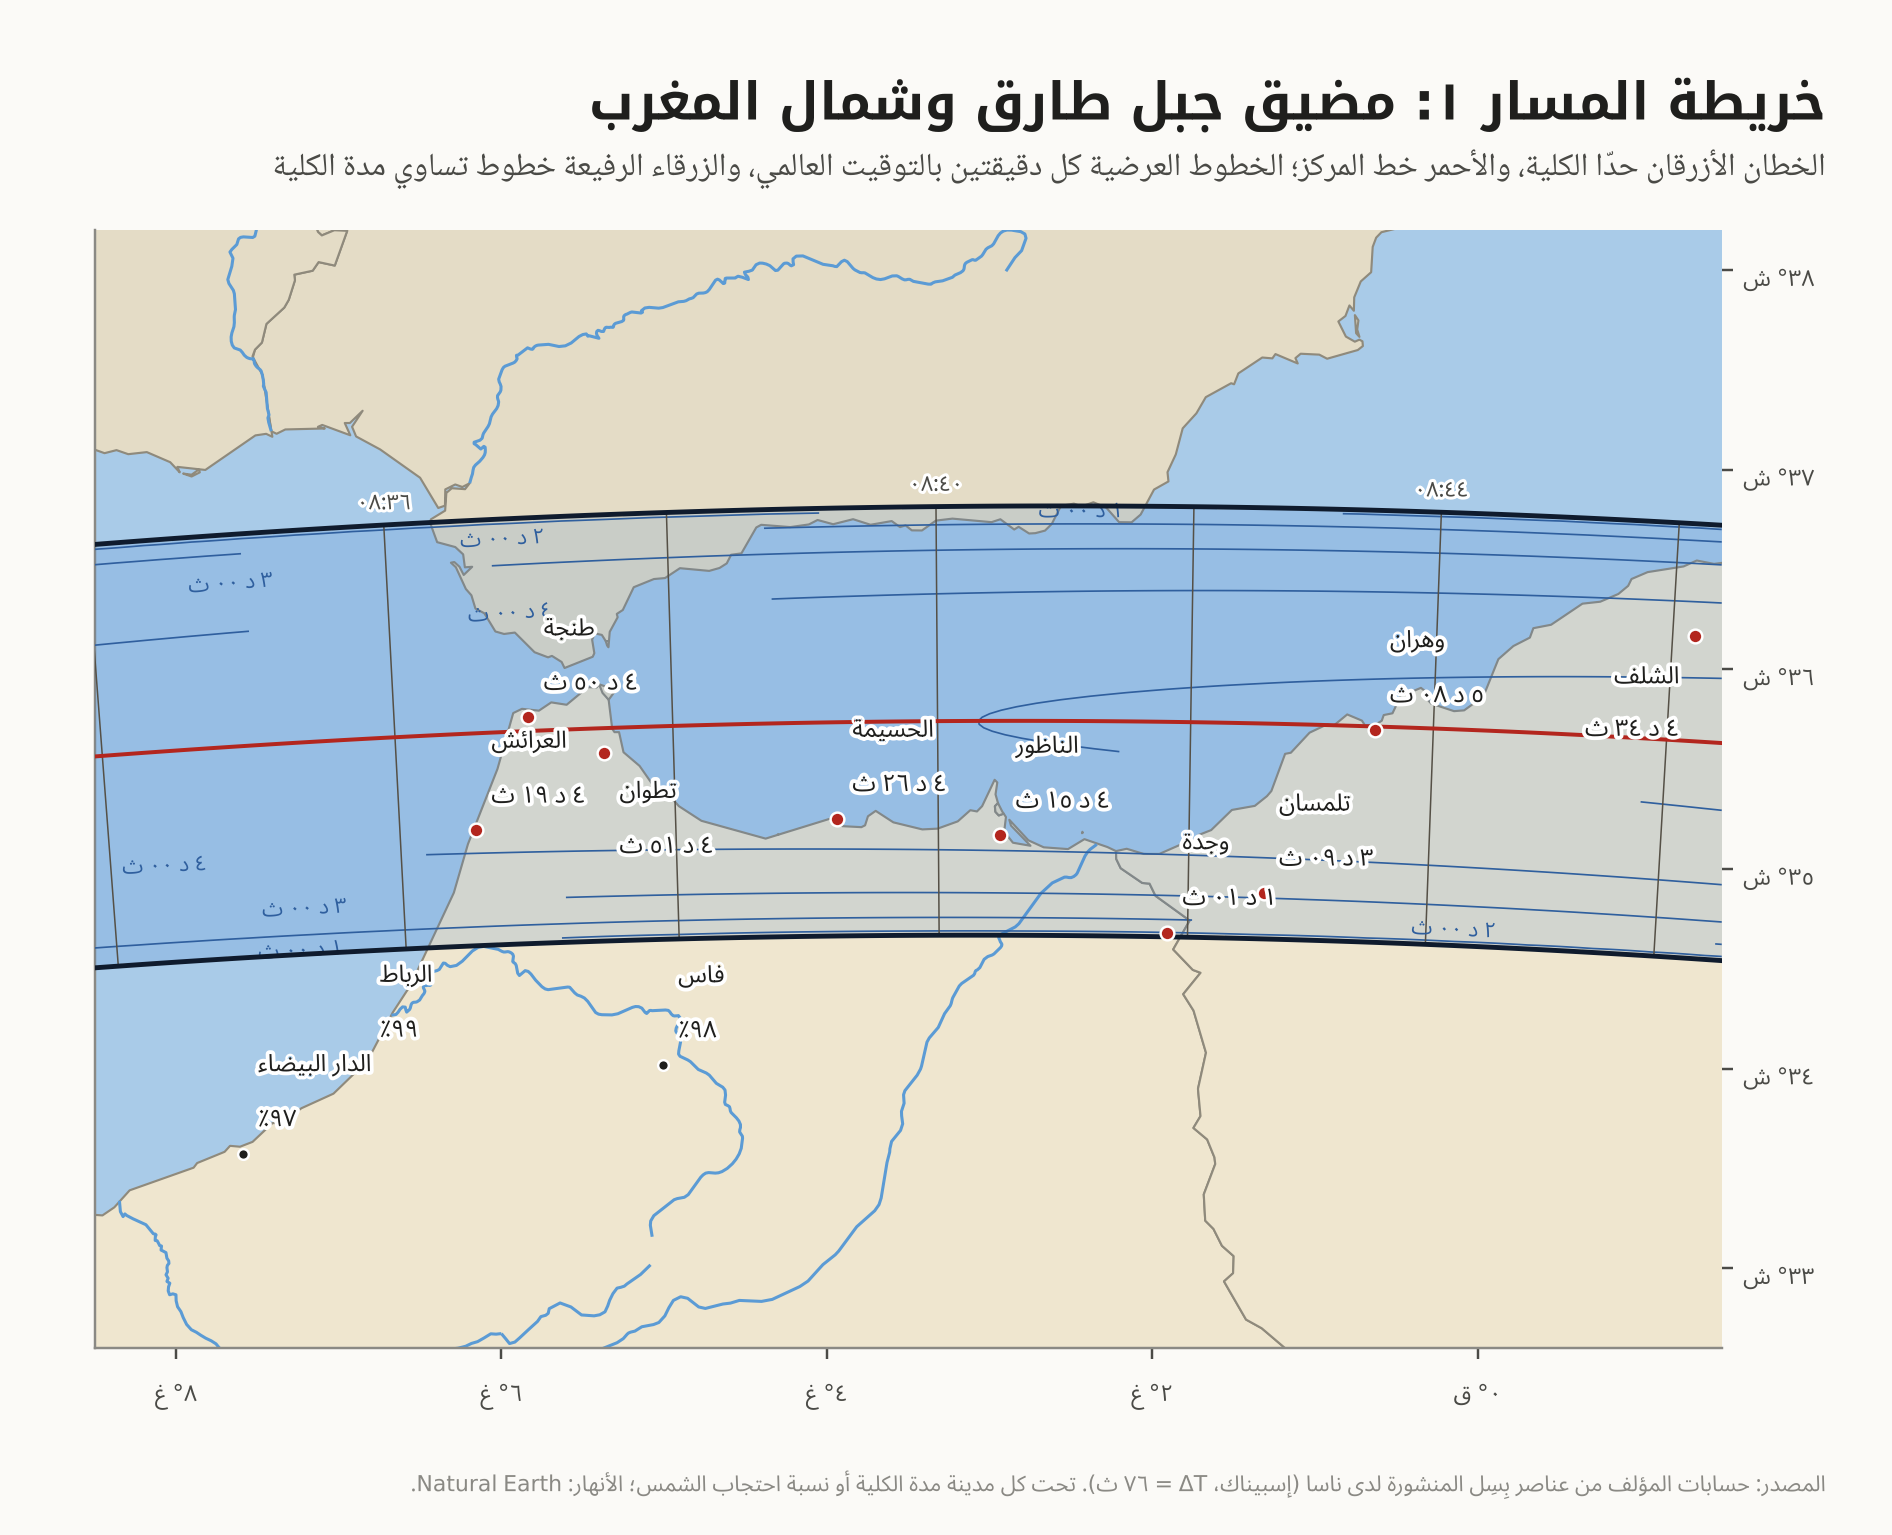 خريطة المسار ١: مضيق جبل طارق وشمال المغرب
الخطان الأزرقان حدّا الكلية، والأحمر خط المركز؛ الخطوط العرضية كل دقيقتين بالتوقيت العالمي، والزرقاء الرفيعة خطوط تساوي مدة الكلية
٣٨° ش
٣٧° ش
٠٨:٤٤
٠٨:٤٠
٠٨:٣٦
١ د ٠٠ ث
٢ د ٠٠ ث
٣ د ٠٠ ث
٤ د ٠٠ ث
طنجة
٤ د ٥٠ ث
وهران
٥ د ٠٨ ث
٣٦° ش
الشلف
٤ د ٣٤ ث
الحسيمة
٤ د ٢٦ ث
العرائش
٤ د ١٩ ث
الناظور
٤ د ١٥ ث
تطوان
٤ د ٥١ ث
تلمسان
٣ د ٠٩ ث
وجدة
١ د ٠١ ث
٣٥° ش
٤ د ٠٠ ث
٣ د ٠٠ ث
٢ د ٠٠ ث
١ د ٠٠ ث
الرباط
٪٩٩
فاس
٪٩٨
الدار البيضاء
٪٩٧
٣٤° ش
٣٣° ش
٠° ق
٢° غ
٤° غ
٦° غ
٨° غ
المصدر: حسابات المؤلف من عناصر بِسِل المنشورة لدى ناسا (إسبيناك، ΔT = ٧٦ ث). تحت كل مدينة مدة الكلية أو نسبة احتجاب الشمس؛ الأنهار: Natural Earth.